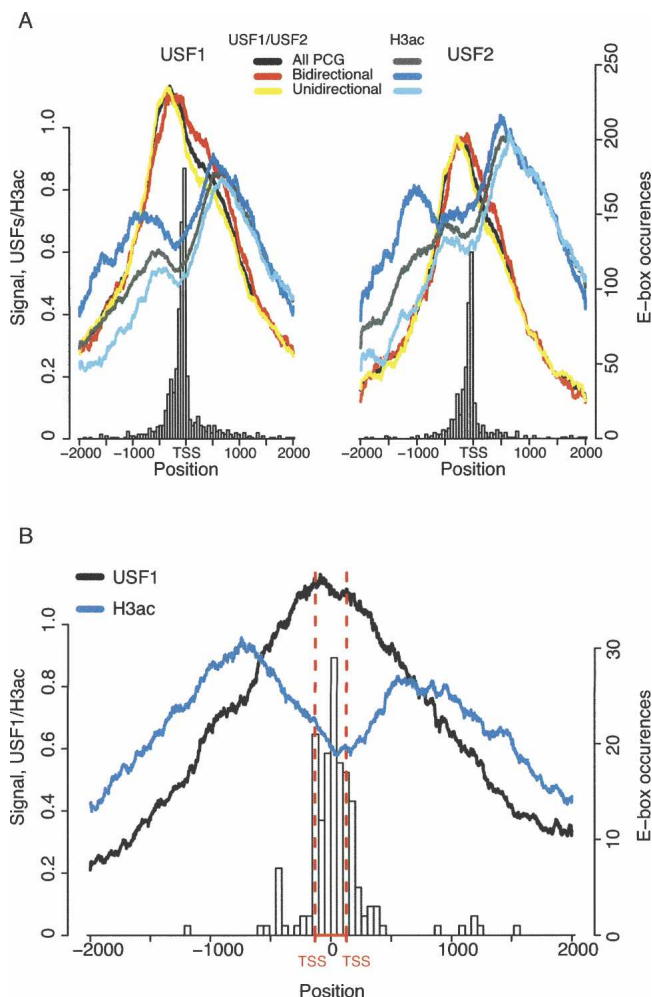 A
USF1/USF2 H3ac
USF1 USF2
All PCG
Bidirectional
Unidirectional
Signal, USFs/H3ac
1.0
0.8
0.6
0.4
0.2
0
250
200
150
100
50
0
E-box occurences
−2000 −1000 TSS 1000 2000
Position
−2000 −1000 TSS 1000 2000
Position
B
USF1
H3ac
Signal, USF1/H3ac
1.0
0.8
0.6
0.4
0.2
0
30
20
10
0
E-box occurences
−2000 −1000 0 1000 2000
TSS TSS
Position